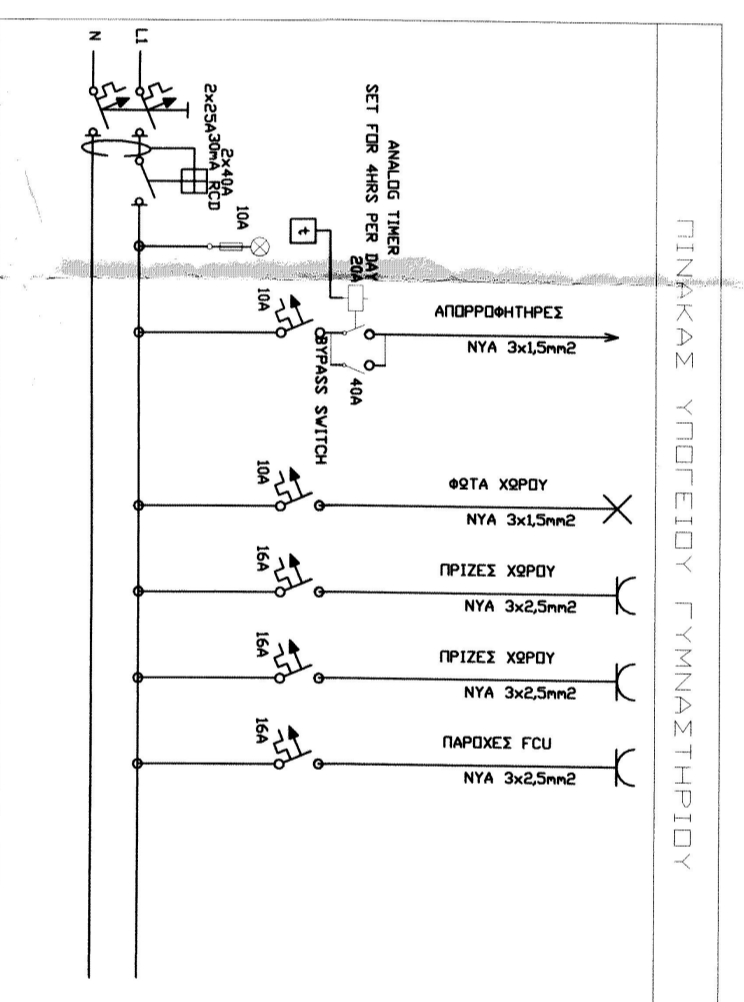 ΠΙΝΑΚΑΣ ΥΠΟΓΕΙΟΥ ΓΥΜΝΑΣΤΗΡΙΟΥ
N
L1
2x25A
2x40A
30mA RCD
10A
ANALOG TIMER
SET FOR 4HRS PER DAY
t
20A
10A
BYPASS SWITCH
40A
ΑΠΟΡΡΟΦΗΤΗΡΕΣ
NYA 3x1,5mm2
10A
ΦΩΤΑ ΧΩΡΟΥ
NYA 3x1,5mm2
16A
ΠΡΙΖΕΣ ΧΩΡΟΥ
NYA 3x2,5mm2
16A
ΠΡΙΖΕΣ ΧΩΡΟΥ
NYA 3x2,5mm2
16A
ΠΑΡΟΧΕΣ FCU
NYA 3x2,5mm2